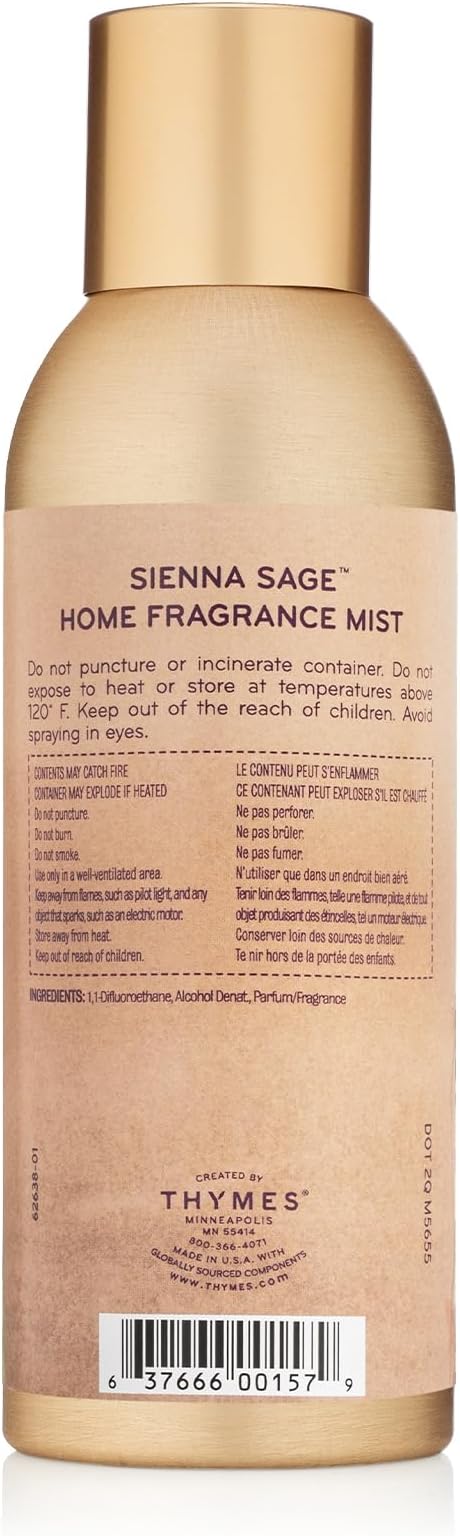 SIENNA SAGE™
HOME FRAGRANCE MIST
Do not puncture or incinerate container. Do not
expose to heat or store at temperatures above
120° F. Keep out of the reach of children. Avoid
spraying in eyes.
CONTENTS MAY CATCH FIRE
CONTAINER MAY EXPLODE IF HEATED
Do not puncture.
Do not burn.
Do not smoke.
Use only in a well-ventilated area.
Keep away from flames, such as pilot light, and any
object that sparks, such as an electric motor.
Store away from heat.
Keep out of reach of children.
LE CONTENU PEUT S'ENFLAMMER
CE CONTENANT PEUT EXPLOSER S'IL EST CHAUFFÉ
Ne pas perforer.
Ne pas brûler.
Ne pas fumer.
N'utiliser que dans un endroit bien aéré.
Tenir loin des flammes, telle une flamme pilote, et de tout
objet produisant des étincelles, tel un moteur électrique.
Conserver loin des sources de chaleur.
Te nir hors de la portée des enfants.
INGREDIENTS: 1,1-Difluoroethane, Alcohol Denat., Parfum/Fragrance
62638-01
DOT 2Q M5655
CREATED BY
THYMES®
MINNEAPOLIS
MN 55414
800-366-4071
MADE IN U.S.A. WITH
GLOBALLY SOURCED COMPONENTS
www.THYMES.com
6 37666 00157 9